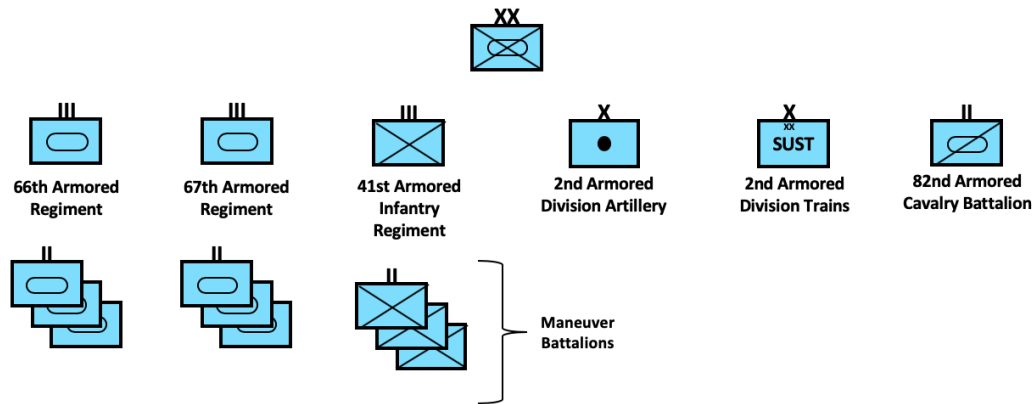 XX
III
III
III
X
X
II
xx
SUST
66th Armored
Regiment
67th Armored
Regiment
41st Armored
Infantry
Regiment
2nd Armored
Division Artillery
2nd Armored
Division Trains
82nd Armored
Cavalry Battalion
II
II
II
Maneuver
Battalions